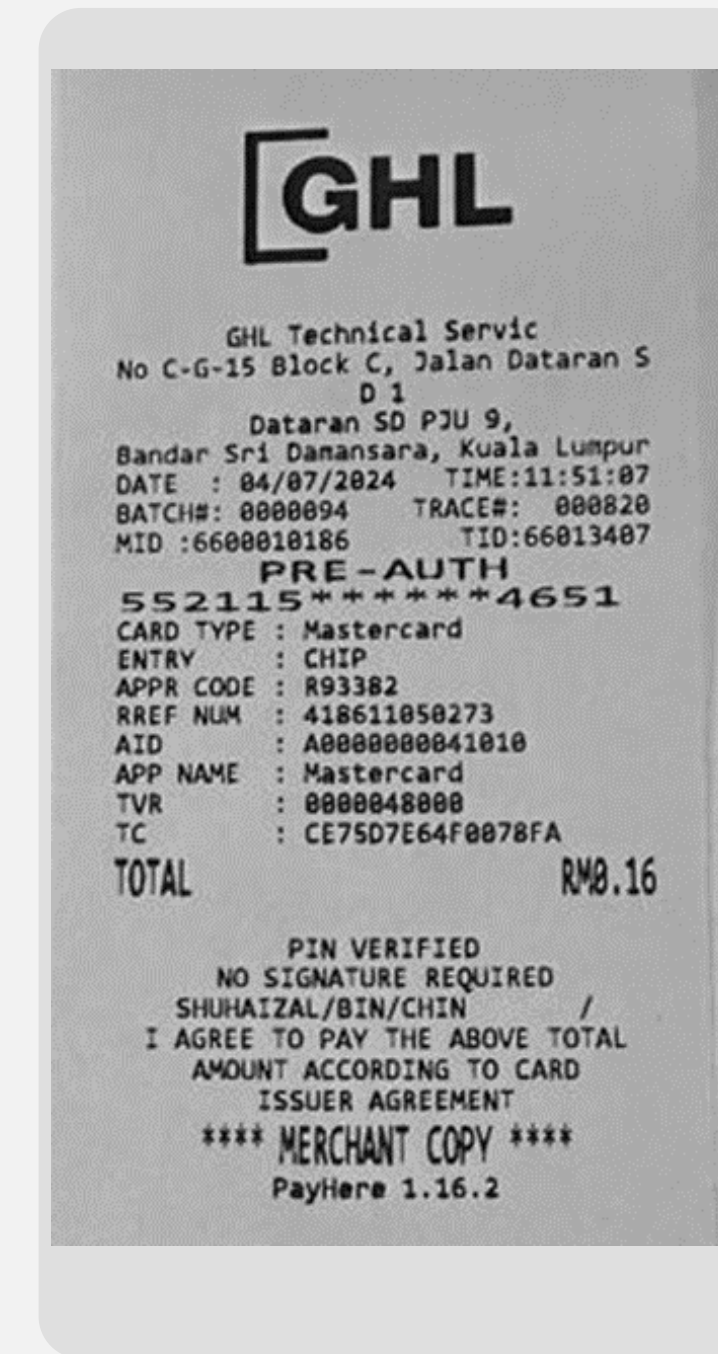 GHL
GHL Technical Servic
No C-G-15 Block C, Jalan Dataran S
D 1
Dataran SD PJU 9,
Bandar Sri Damansara, Kuala Lumpur
DATE : 04/07/2024 TIME:11:51:07
BATCH#: 0000094 TRACE#: 000820
MID :6600010186 TID:66013407
PRE-AUTH
552115******4651
CARD TYPE : Mastercard
ENTRY : CHIP
APPR CODE : R93382
RREF NUM : 418611050273
AID : A0000000041010
APP NAME : Mastercard
TVR : 0000048000
TC : CE75D7E64F0078FA
TOTAL RM0.16
PIN VERIFIED
NO SIGNATURE REQUIRED
SHUHAIZAL/BIN/CHIN /
I AGREE TO PAY THE ABOVE TOTAL
AMOUNT ACCORDING TO CARD
ISSUER AGREEMENT
**** MERCHANT COPY ****
PayHere 1.16.2